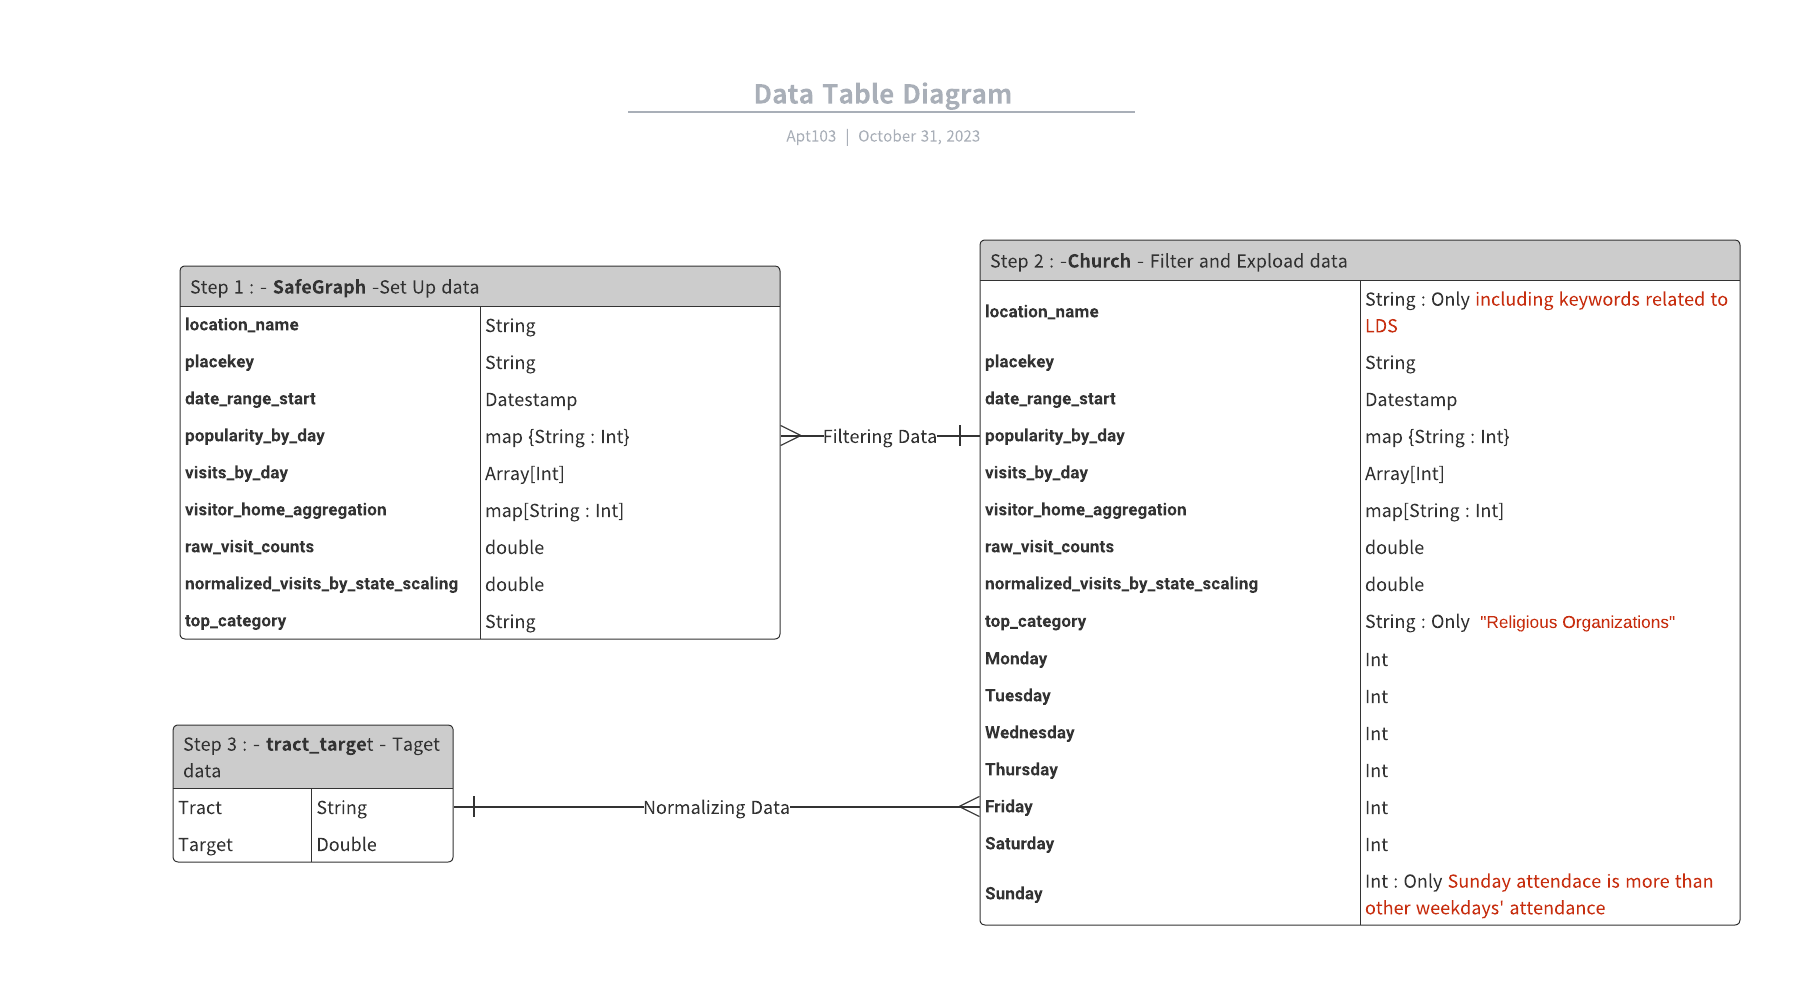 Data Table Diagram
Apt103 | October 31, 2023
Step 1 : - SafeGraph -Set Up data
location_name String
placekey String
date_range_start Datestamp
popularity_by_day map {String : Int}
visits_by_day Array[Int]
visitor_home_aggregation map[String : Int]
raw_visit_counts double
normalized_visits_by_state_scaling double
top_category String
Filtering Data
Step 2 : -Church - Filter and Expload data
location_name String : Only including keywords related to
LDS
placekey String
date_range_start Datestamp
popularity_by_day map {String : Int}
visits_by_day Array[Int]
visitor_home_aggregation map[String : Int]
raw_visit_counts double
normalized_visits_by_state_scaling double
top_category String : Only "Religious Organizations"
Monday Int
Tuesday Int
Wednesday Int
Thursday Int
Friday Int
Saturday Int
Sunday Int : Only Sunday attendace is more than
other weekdays' attendance
Step 3 : - tract_target - Taget
data
Tract String
Target Double
Normalizing Data